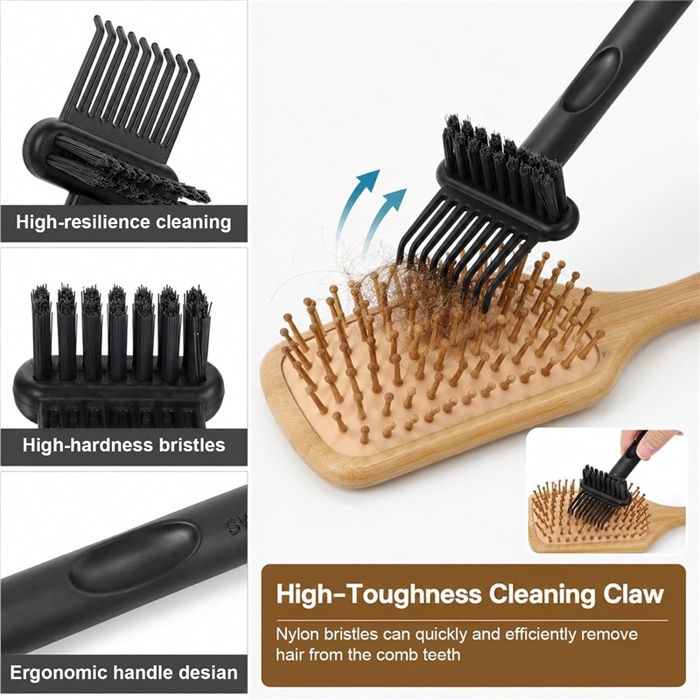 High-resilience cleaning
High-hardness bristles
Ergonomic handle desian
High-Toughness Cleaning Claw
Nylon bristles can quickly and efficiently remove
hair from the comb teeth